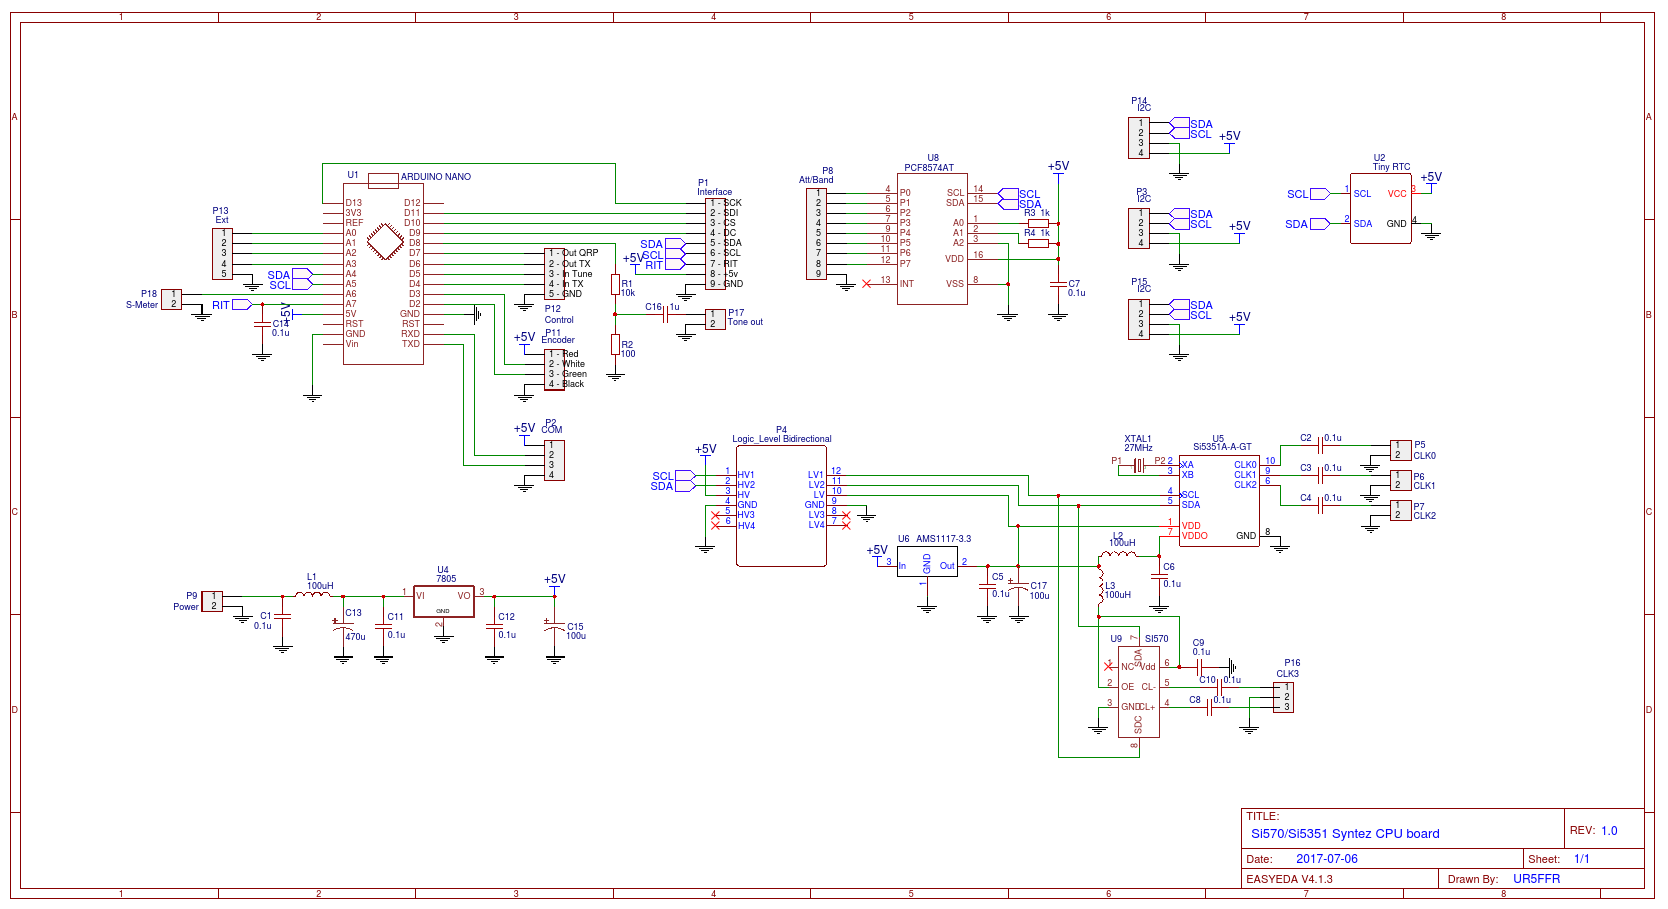 1 2 3 4 5 6 7 8
A
B
C
D
P13
Ext
1
2
3
4
5
P18
S-Meter
1
2
SDA
SCL
RIT
C14
0.1u
+5V
U1
ARDUINO NANO
D13 D12
3V3 D11
REF D10
A0 D9
A1 D8
A2 D7
A3 D6
A4 D5
A5 D4
A6 D3
A7 D2
5V GND
RST RST
GND RXD
Vin TXD
1 - Out QRP
2 - Out TX
3 - In Tune
4 - In TX
5 - GND
P12
Control
P11
Encoder
+5V
1 - Red
2 - White
3 - Green
4 - Black
P2
COM
+5V
1
2
3
4
R1
10k
R2
100
C16 1u
P17
Tone out
1
2
P1
Interface
1 - SCK
2 - SDI
3 - CS
4 - DC
5 - SDA
6 - SCL
7 - RIT
8 - +5v
9 - GND
SDA
SCL
RIT
+5V
P8
Att/Band
1
2
3
4
5
6
7
8
9
U8
PCF8574AT
4 P0 SCL 14
5 P1 SDA 15
6 P2
7 P3 A0 1
9 P4 A1 2
10 P5 A2 3
11 P6 VDD 16
12 P7
13 INT VSS 8
SCL
SDA
R3 1k
R4 1k
+5V
C7
0.1u
P14
I2C
1 SDA
2 SCL
3
4
+5V
P3
I2C
1 SDA
2 SCL
3
4
+5V
P15
I2C
1 SDA
2 SCL
3
4
+5V
U2
Tiny RTC
SCL 1 SCL VCC 3 +5V
SDA 2 SDA GND 4
P4
Logic_Level Bidirectional
+5V
SCL
SDA
1 HV1 LV1 12
2 HV2 LV2 11
3 HV LV 10
4 GND GND 9
5 HV3 LV3 8
6 HV4 LV4 7
XTAL1
27MHz
P1 P2
U5
Si5351A-A-GT
2 XA CLK0 10
3 XB CLK1 9
CLK2 6
4 SCL
5 SDA
1 VDD
7 VDDO GND 8
C2 0.1u
C3 0.1u
C4 0.1u
P5
CLK0
1
2
P6
CLK1
1
2
P7
CLK2
1
2
U6 AMS1117-3.3
+5V
3 In GND Out 2
1
C5
0.1u
C17
100u
L2
100uH
L3
100uH
C6
0.1u
U9 SI570
7
SDA
1 NC Vdd 6
2 OE CL- 5
3 GND CL+ 4
SDC
8
C9
0.1u
C10 0.1u
C8 0.1u
P16
CLK3
1
2
3
P9
Power
1
2
C1
0.1u
L1
100uH
C13
470u
C11
0.1u
U4
7805
1 VI VO 3
GND
2
C12
0.1u
+5V
C15
100u
TITLE:
Si570/Si5351 Syntez CPU board
REV: 1.0
Date: 2017-07-06
Sheet: 1/1
EASYEDA V4.1.3
Drawn By: UR5FFR
A
B
C
D
1 2 3 4 5 6 7 8